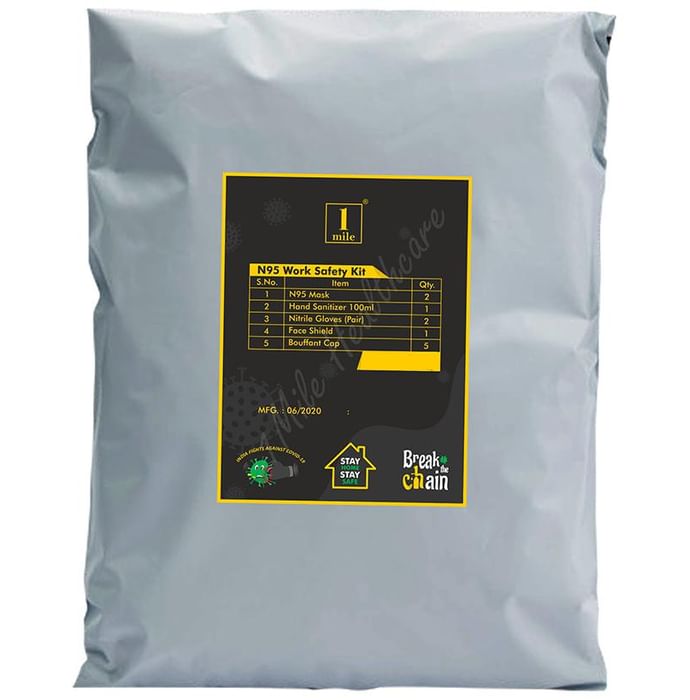 1
®
mile
N95 Work Safety Kit
S.No. Item Qty.
1 N95 Mask 2
2 Hand Sanitizer 100ml 1
3 Nitrile Gloves (Pair) 2
4 Face Shield 1
5 Bouffant Cap 5
1Mile Healthcare
MFG. : 06/2020 :
INDIA FIGHTS AGAINST COVID-19
STAY
HOME
STAY
SAFE
Break
the
chain